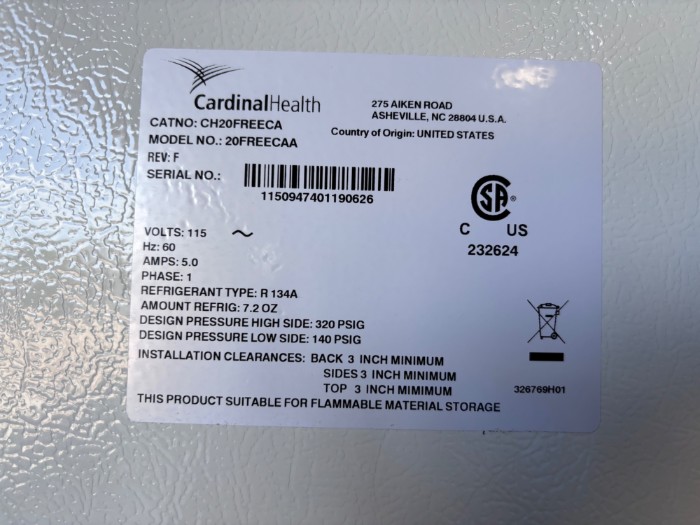 CardinalHealth
275 AIKEN ROAD
ASHEVILLE, NC 28804 U.S.A.
CATNO: CH20FREECA
Country of Origin: UNITED STATES
MODEL NO.: 20FREECAA
REV: F
SERIAL NO.:
1150947401190626
CSA®
C US
232624
VOLTS: 115 ~
Hz: 60
AMPS: 5.0
PHASE: 1
REFRIGERANT TYPE: R 134A
AMOUNT REFRIG: 7.2 OZ
DESIGN PRESSURE HIGH SIDE: 320 PSIG
DESIGN PRESSURE LOW SIDE: 140 PSIG
INSTALLATION CLEARANCES: BACK 3 INCH MINIMUM
SIDES 3 INCH MINIMUM
TOP 3 INCH MIMIMUM
326769H01
THIS PRODUCT SUITABLE FOR FLAMMABLE MATERIAL STORAGE